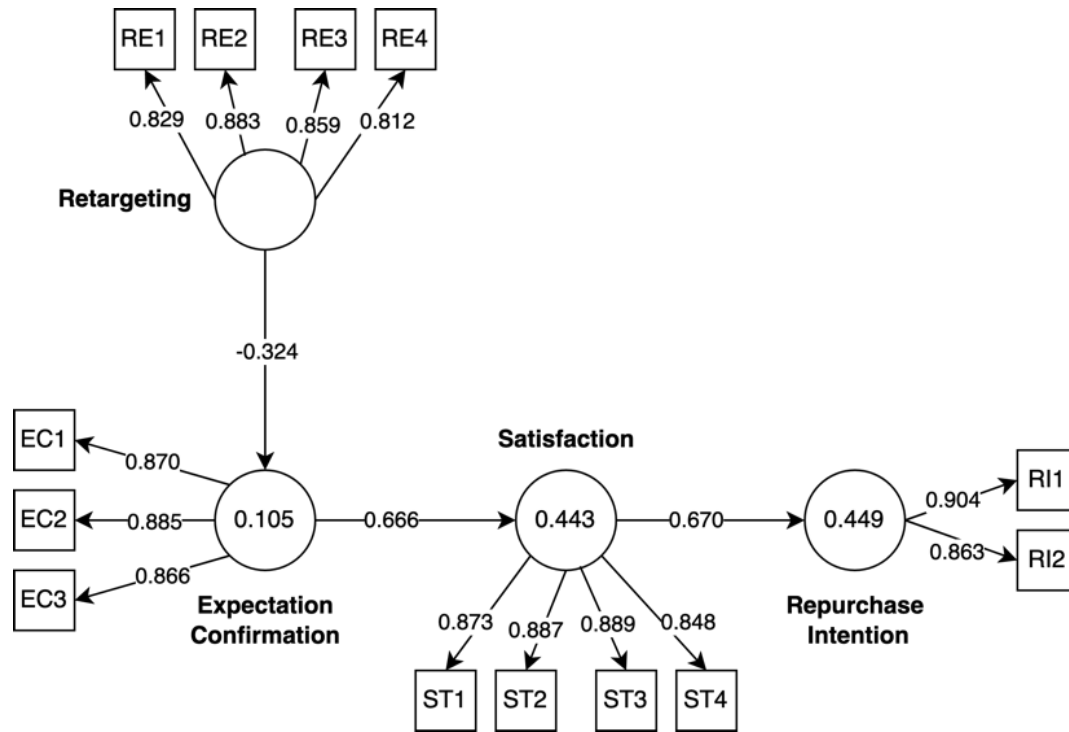 RE1 RE2 RE3 RE4
0.829 0.883 0.859 0.812
Retargeting
-0.324
EC1
0.870
EC2
0.885
EC3
0.866
0.105
Expectation
Confirmation
0.666
Satisfaction
0.443
0.670
0.449
Repurchase
Intention
0.904
RI1
0.863
RI2
0.873 0.887 0.889 0.848
ST1 ST2 ST3 ST4